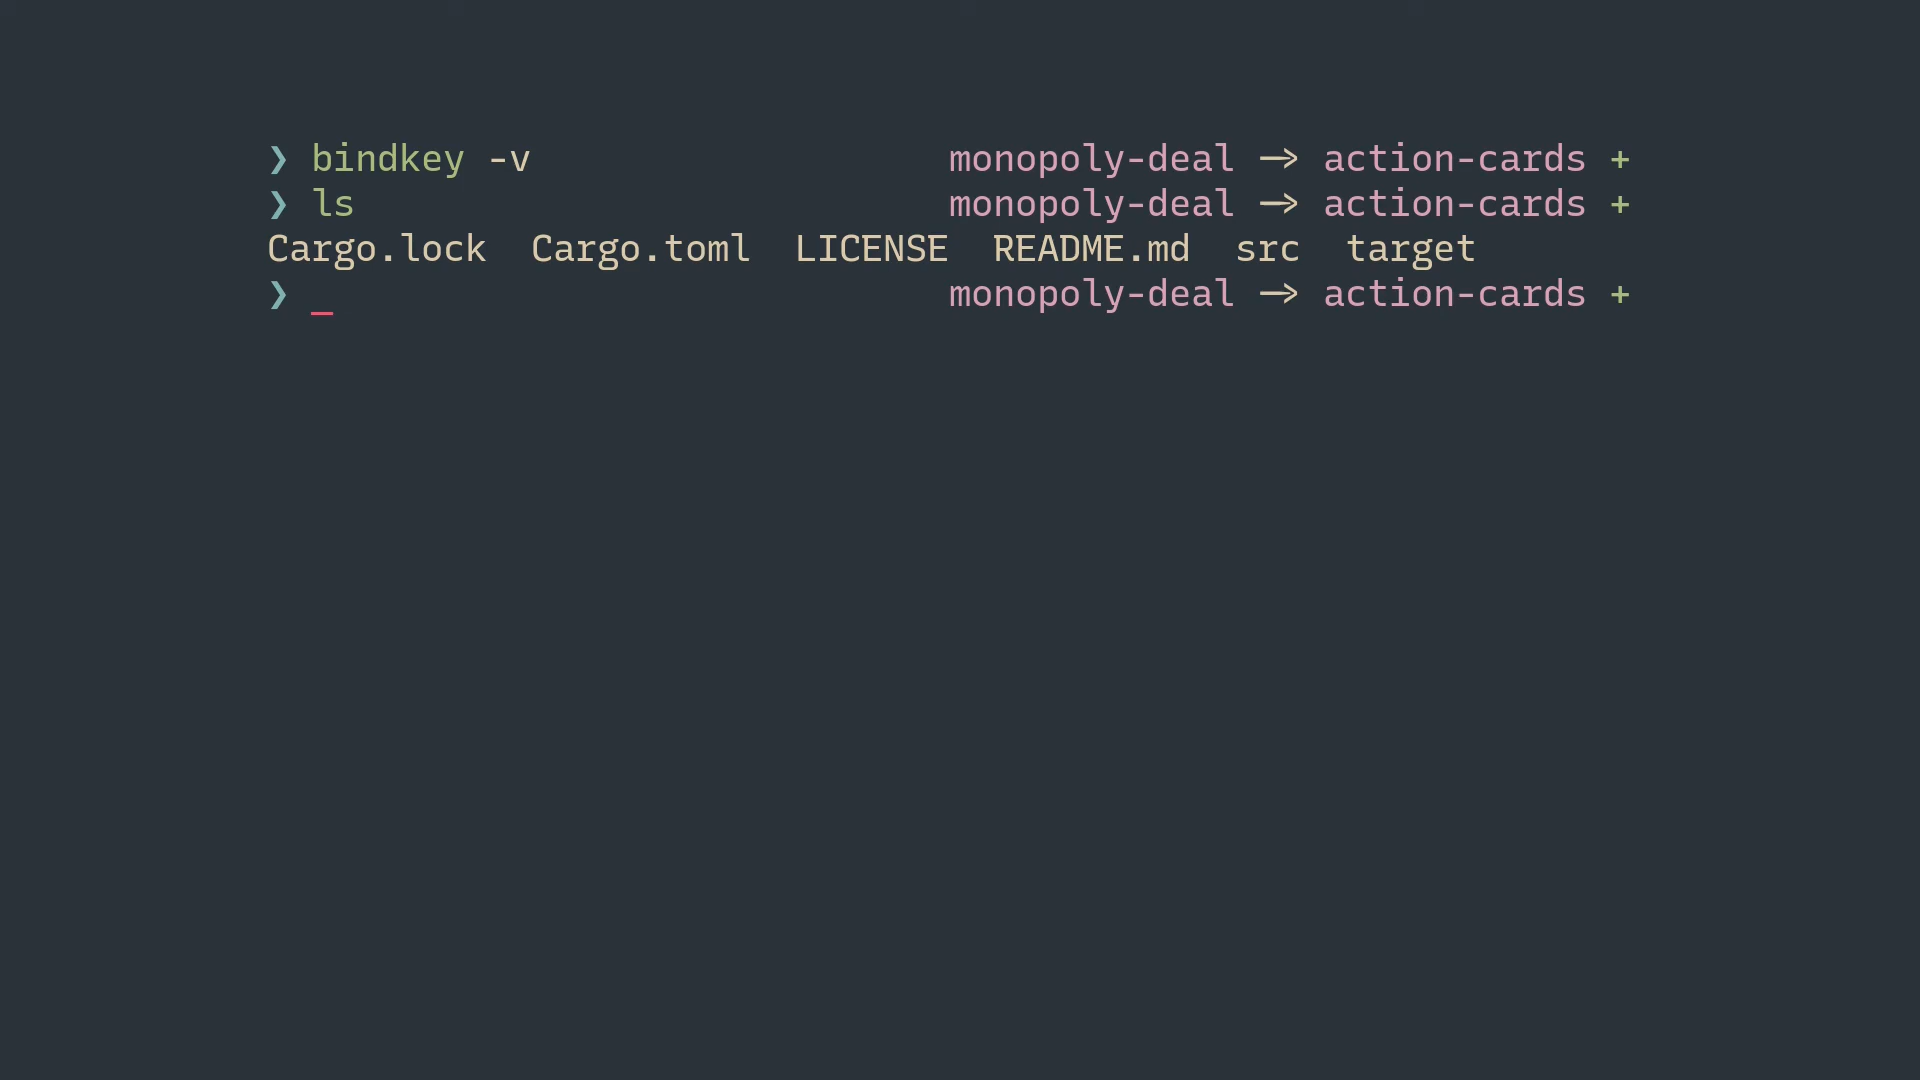 ❯ bindkey -v monopoly-deal —> action-cards +
❯ ls monopoly-deal —> action-cards +
Cargo.lock Cargo.toml LICENSE README.md src target
❯ _ monopoly-deal —> action-cards +